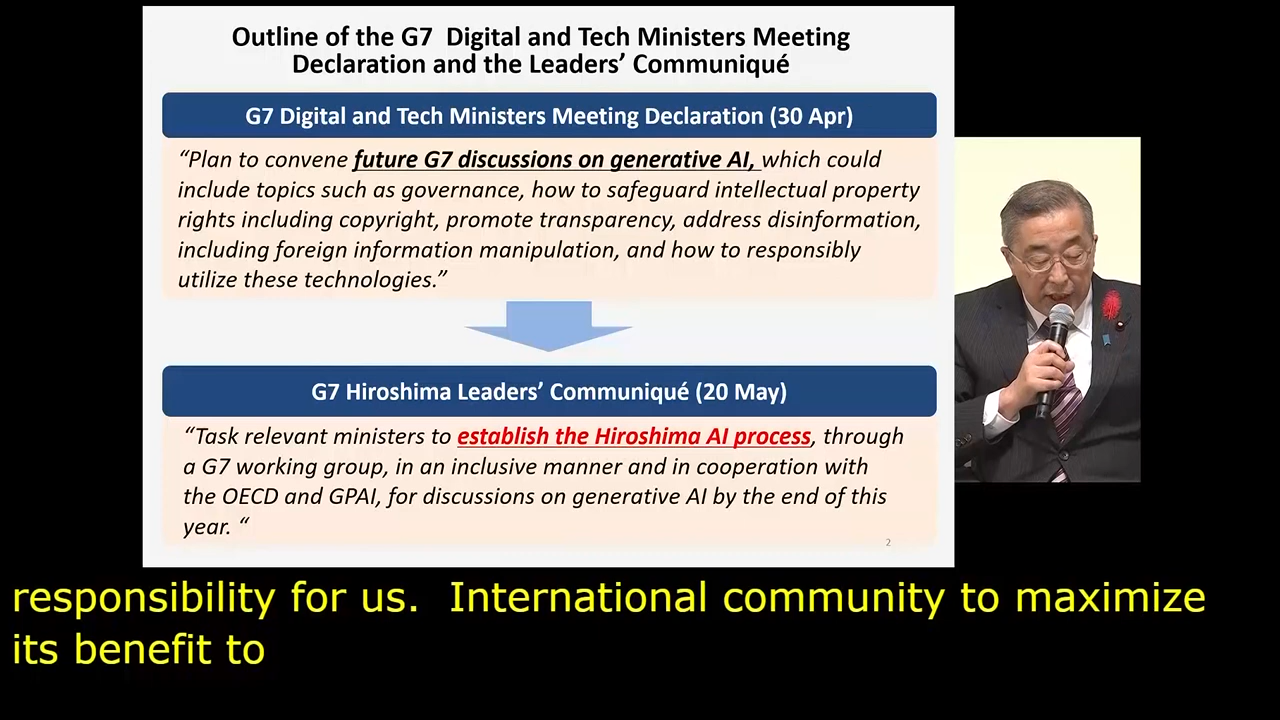 Outline of the G7 Digital and Tech Ministers Meeting
Declaration and the Leaders’ Communiqué
G7 Digital and Tech Ministers Meeting Declaration (30 Apr)
“Plan to convene future G7 discussions on generative AI, which could
include topics such as governance, how to safeguard intellectual property
rights including copyright, promote transparency, address disinformation,
including foreign information manipulation, and how to responsibly
utilize these technologies.”
G7 Hiroshima Leaders’ Communiqué (20 May)
“Task relevant ministers to establish the Hiroshima AI process, through
a G7 working group, in an inclusive manner and in cooperation with
the OECD and GPAI, for discussions on generative AI by the end of this
year. “
2
responsibility for us.  International community to maximize
its benefit to